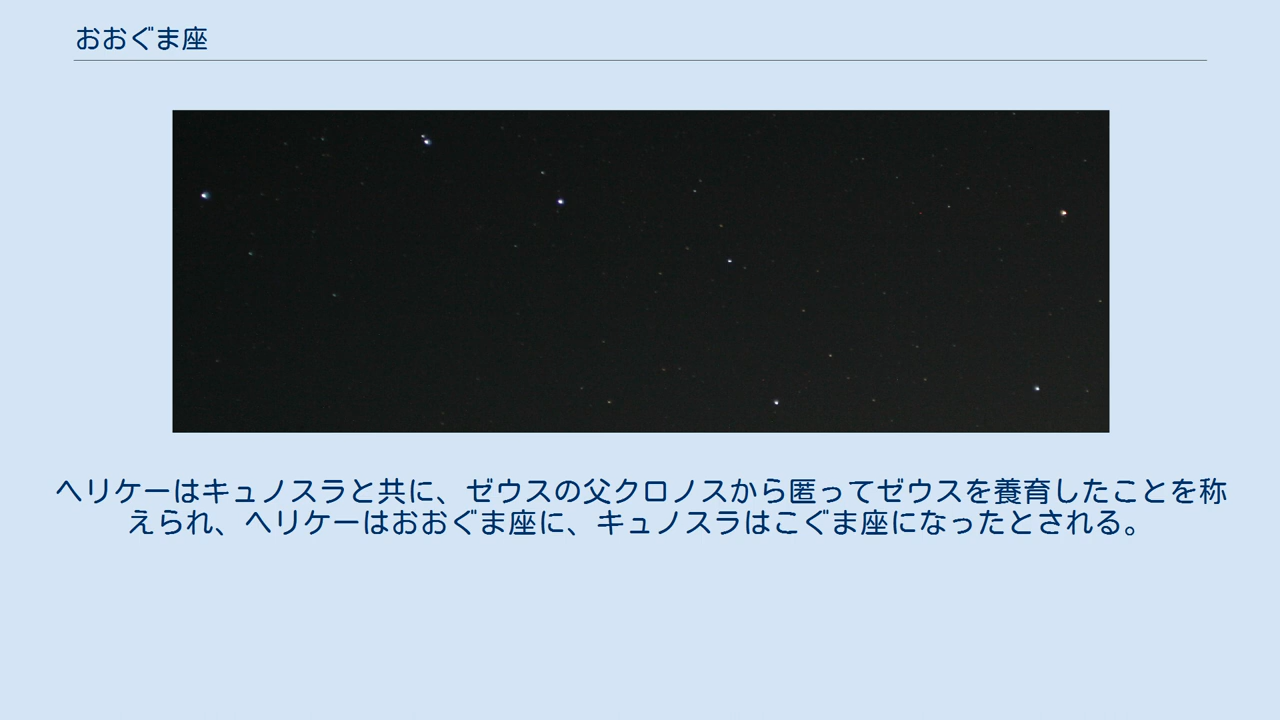 おおぐま座
ヘリケーはキュノスラと共に、ゼウスの父クロノスから匿ってゼウスを養育したことを称
えられ、ヘリケーはおおぐま座に、キュノスラはこぐま座になったとされる。